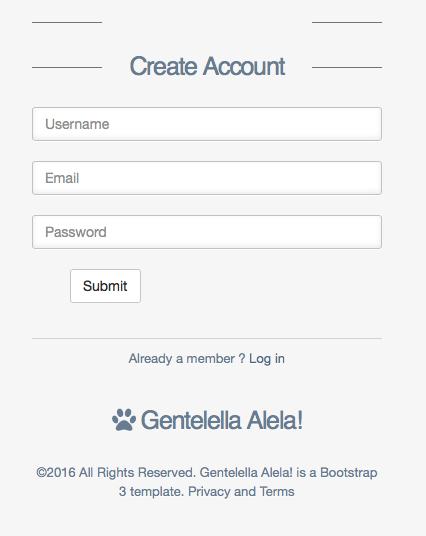 Create Account
Username
Email
Password
Submit
Already a member ? Log in
Gentelella Alela!
©2016 All Rights Reserved. Gentelella Alela! is a Bootstrap
3 template. Privacy and Terms